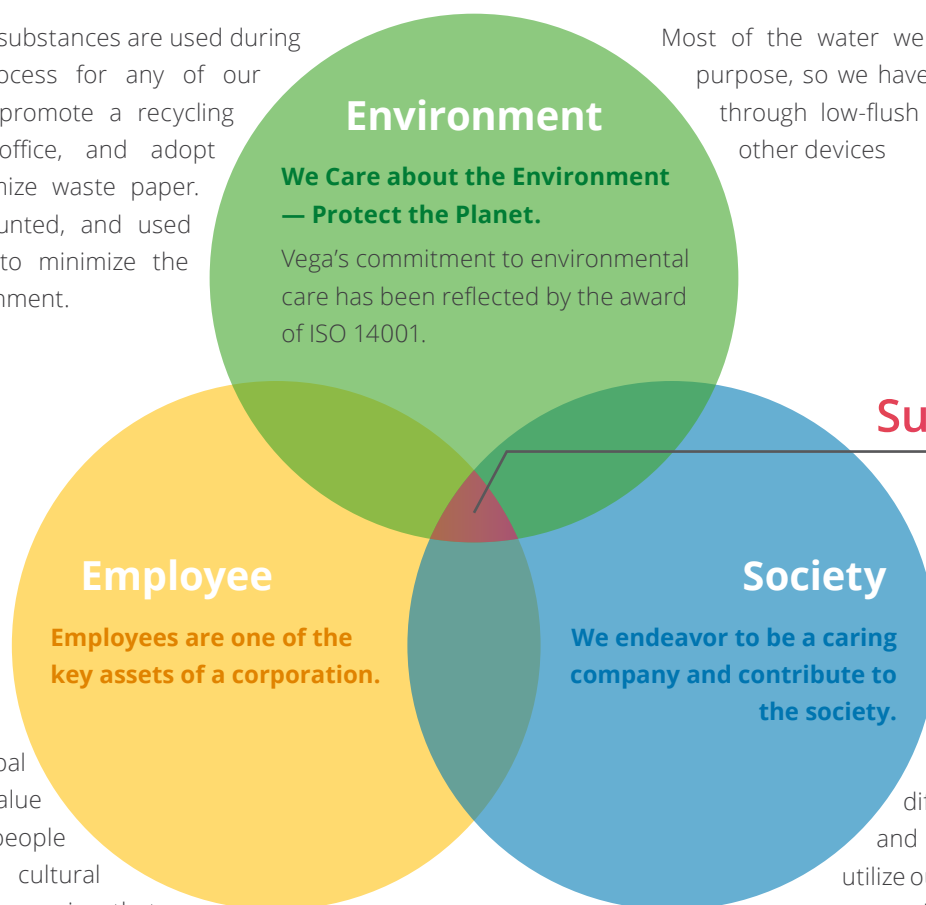 substances are used during
ocess for any of our
promote a recycling
office, and adopt
mize waste paper.
unted, and used
to minimize the
nment.
Most of the water we
purpose, so we have
through low-flush
other devices
Environment
We Care about the Environment
— Protect the Planet.
Vega’s commitment to environmental
care has been reflected by the award
of ISO 14001.
Su
Employee
Employees are one of the
key assets of a corporation.
Society
We endeavor to be a caring
company and contribute to
the society.
bal
alue
people
cultural
and
utilize